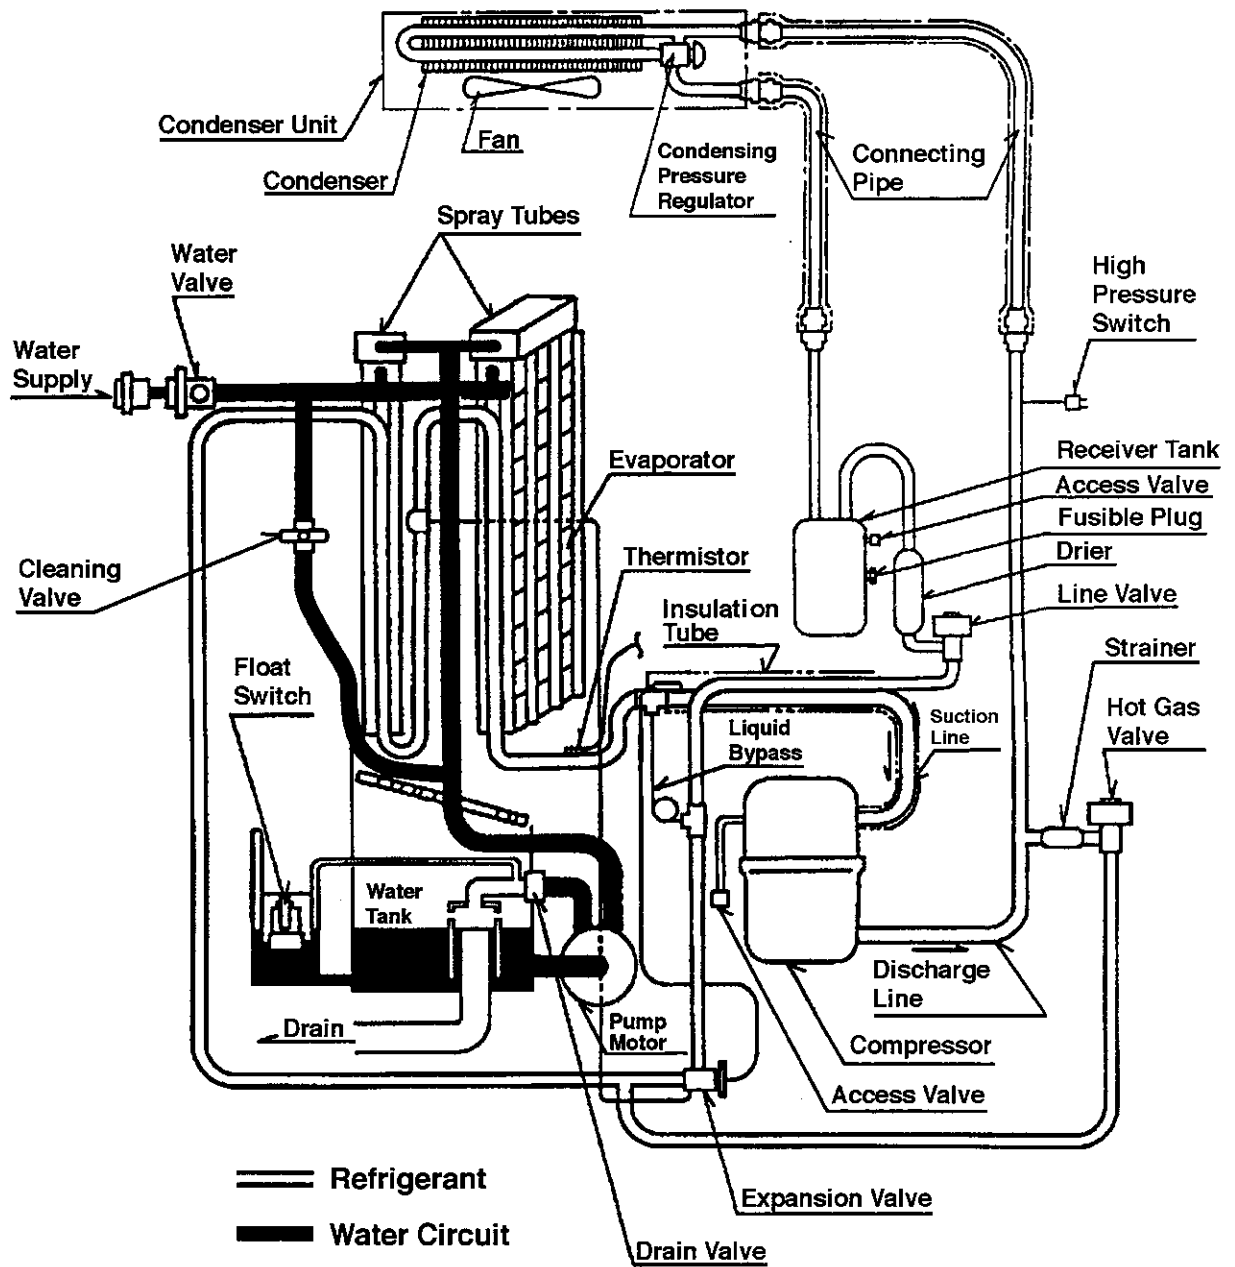 Condenser Unit
Fan
Condenser
Condensing
Pressure
Regulator
Connecting
Pipe
Spray Tubes
Water
Valve
High
Pressure
Switch
Water
Supply
Evaporator
Receiver Tank
Access Valve
Fusible Plug
Drier
Line Valve
Thermistor
Cleaning
Valve
Insulation
Tube
Strainer
Float
Switch
Hot Gas
Valve
Suction
Line
Liquid
Bypass
Water
Tank
Discharge
Line
Drain
Pump
Motor
Compressor
Access Valve
Refrigerant
Expansion Valve
Water Circuit
Drain Valve